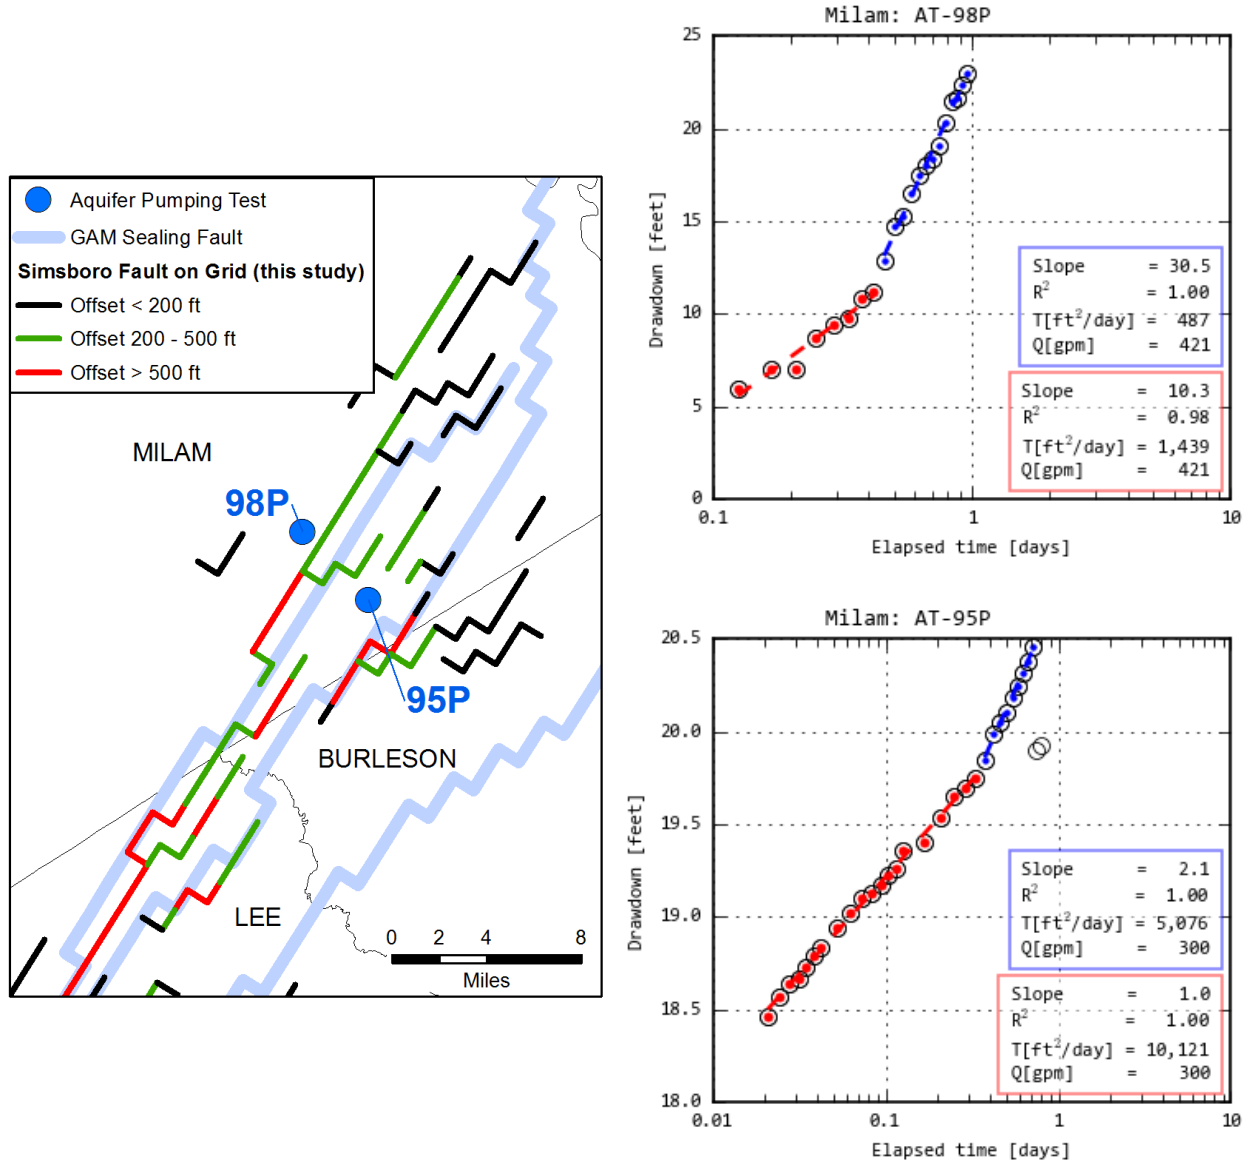 Aquifer Pumping Test
GAM Sealing Fault
Simsboro Fault on Grid (this study)
Offset < 200 ft
Offset 200 - 500 ft
Offset > 500 ft
MILAM
98P
95P
BURLESON
LEE
0 2 4 8
Miles
Milam: AT-98P
25
20
15
10
5
0
Drawdown [feet]
0.1 1 10
Elapsed time [days]
Slope = 30.5
R² = 1.00
T[ft²/day] = 487
Q[gpm] = 421
Slope = 10.3
R² = 0.98
T[ft²/day] = 1,439
Q[gpm] = 421
Milam: AT-95P
20.5
20.0
19.5
19.0
18.5
18.0
Drawdown [feet]
0.01 0.1 1 10
Elapsed time [days]
Slope = 2.1
R² = 1.00
T[ft²/day] = 5,076
Q[gpm] = 300
Slope = 1.0
R² = 1.00
T[ft²/day] = 10,121
Q[gpm] = 300